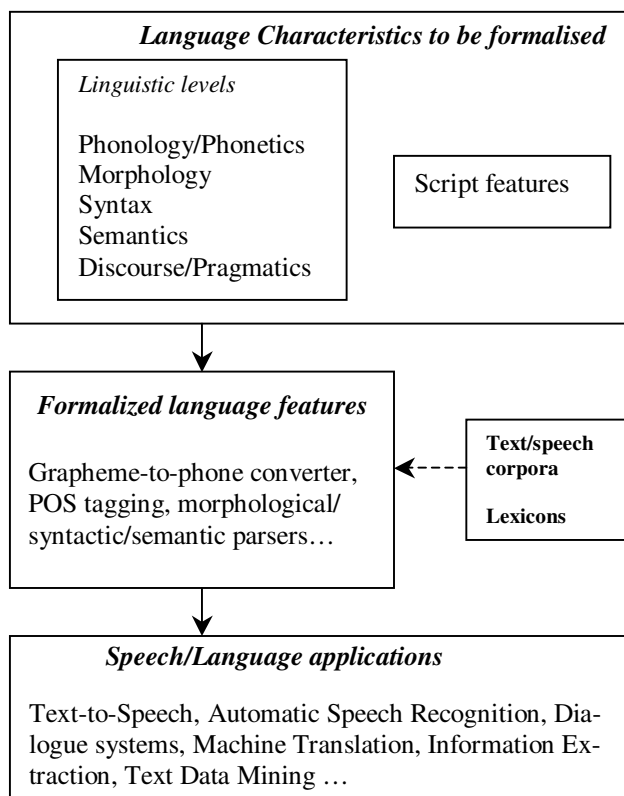 Language Characteristics to be formalised
Linguistic levels
Phonology/Phonetics
Morphology
Syntax
Semantics
Discourse/Pragmatics
Script features
Formalized language features
Grapheme-to-phone converter,
POS tagging, morphological/
syntactic/semantic parsers…
Text/speech
corpora
Lexicons
Speech/Language applications
Text-to-Speech, Automatic Speech Recognition, Dia-
logue systems, Machine Translation, Information Ex-
traction, Text Data Mining …